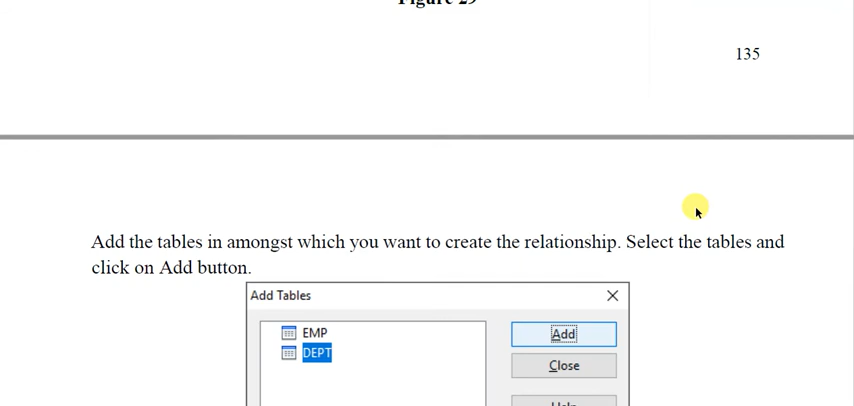 135
Add the tables in amongst which you want to create the relationship. Select the tables and
click on Add button.
Add Tables
EMP
DEPT
Add
Close